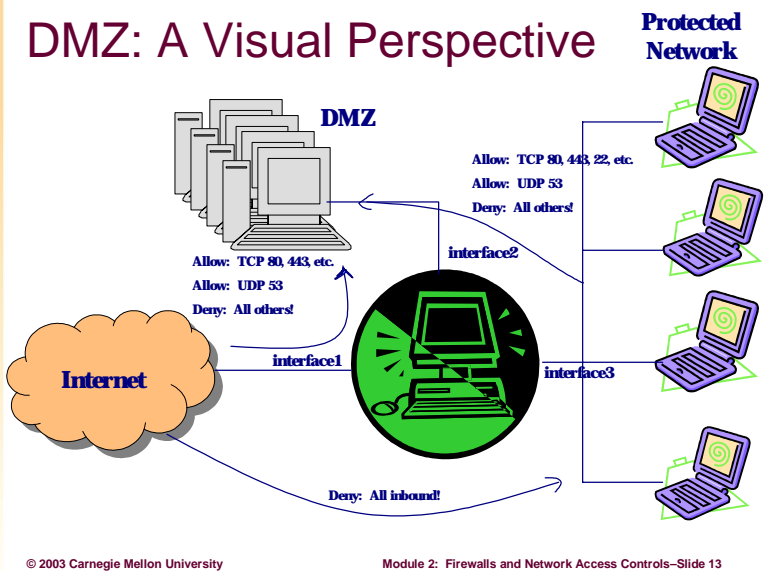 DMZ: A Visual Perspective
Protected
Network
DMZ
Allow: TCP 80, 443, 22, etc.
Allow: UDP 53
Deny: All others!
interface2
Allow: TCP 80, 443, etc.
Allow: UDP 53
Deny: All others!
interface1
Internet
interface3
Deny: All inbound!
© 2003 Carnegie Mellon University
Module 2: Firewalls and Network Access Controls–Slide 13